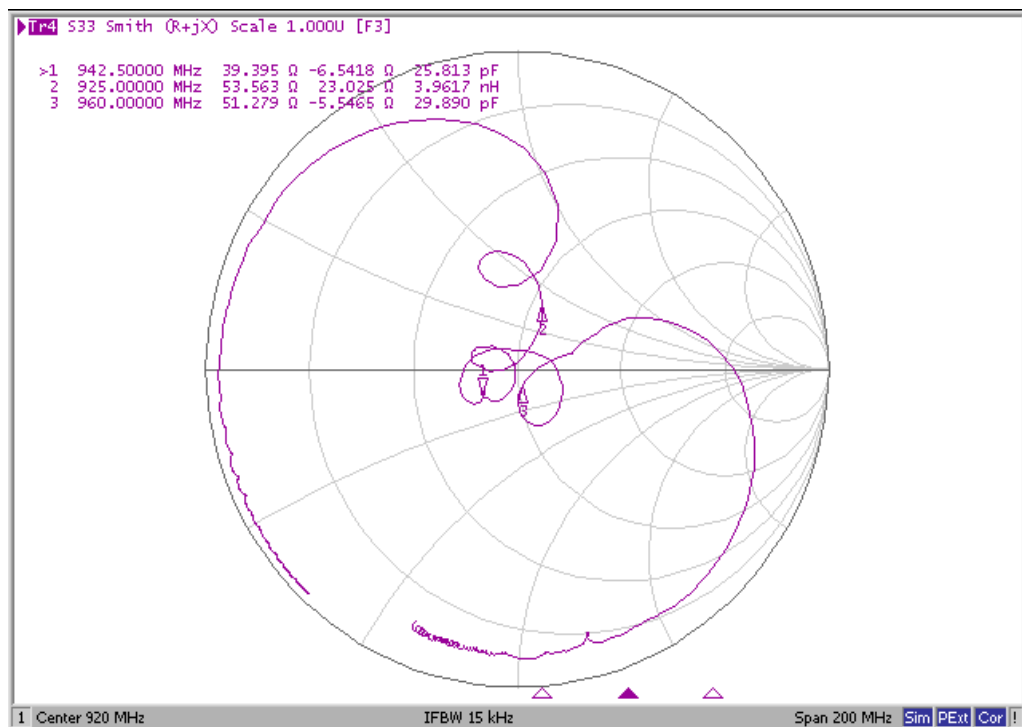 Tr4 S33 Smith (R+jX) Scale 1.000U [F3]
>1 942.50000 MHz 39.395 Ω -6.5418 Ω 25.813 pF
2 925.00000 MHz 53.563 Ω 23.025 Ω 3.9617 nH
3 960.00000 MHz 51.279 Ω -5.5465 Ω 29.890 pF
1
2
3
1 Center 920 MHz IFBW 15 kHz Span 200 MHz Sim PExt Cor !